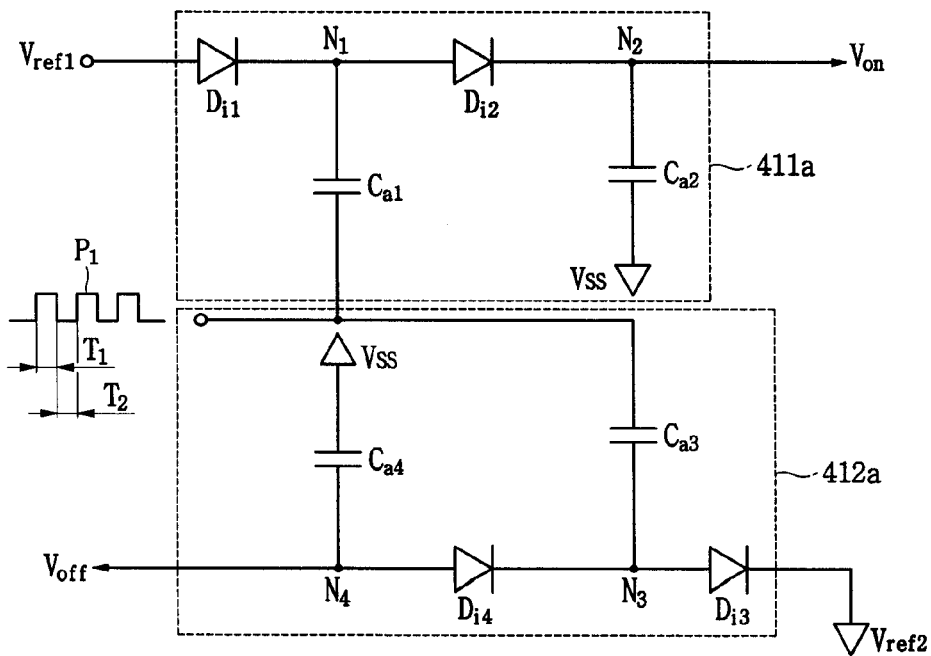 Vref1
N1
N2
Von
Di1
Di2
Ca1
Ca2
411a
VSS
P1
T1
T2
VSS
Ca3
Ca4
412a
Voff
N4
Di4
N3
Di3
Vref2